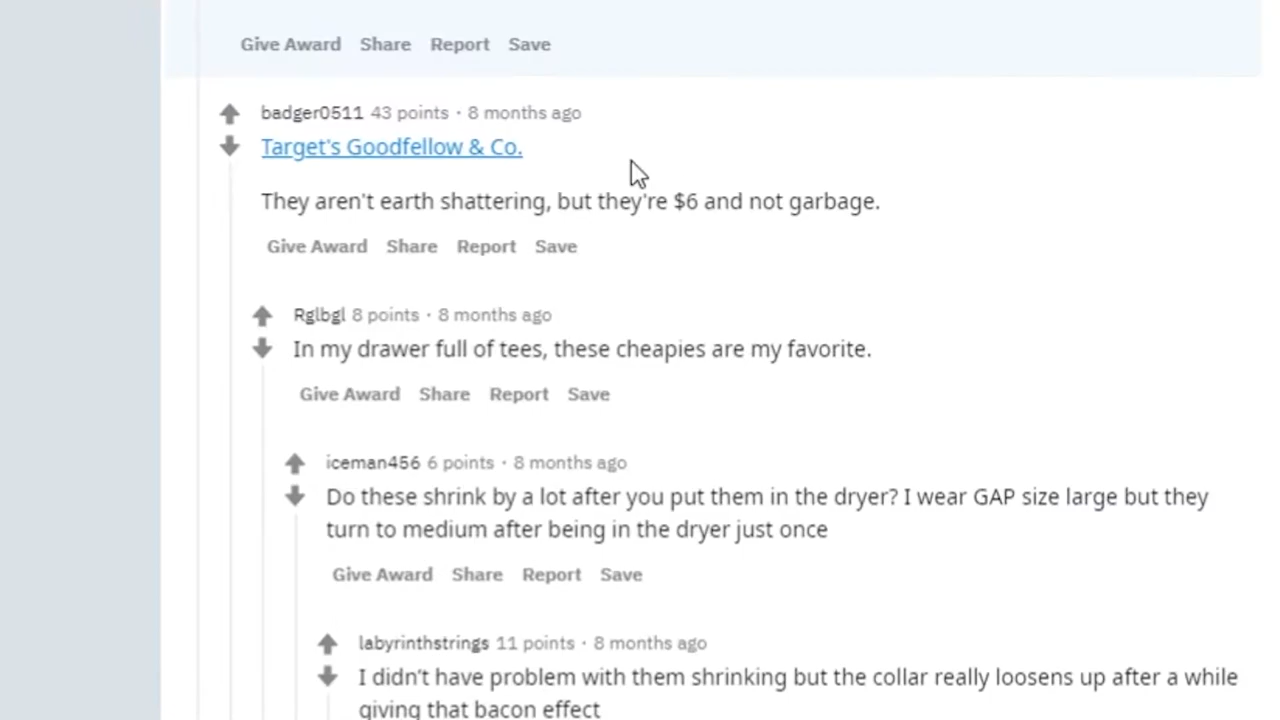 Give Award Share Report Save
badger0511 43 points · 8 months ago
Target's Goodfellow & Co.
They aren't earth shattering, but they're $6 and not garbage.
Give Award Share Report Save
Rglbgl 8 points · 8 months ago
In my drawer full of tees, these cheapies are my favorite.
Give Award Share Report Save
iceman456 6 points · 8 months ago
Do these shrink by a lot after you put them in the dryer? I wear GAP size large but they
turn to medium after being in the dryer just once
Give Award Share Report Save
labyrinthstrings 11 points · 8 months ago
I didn't have problem with them shrinking but the collar really loosens up after a while
giving that bacon effect